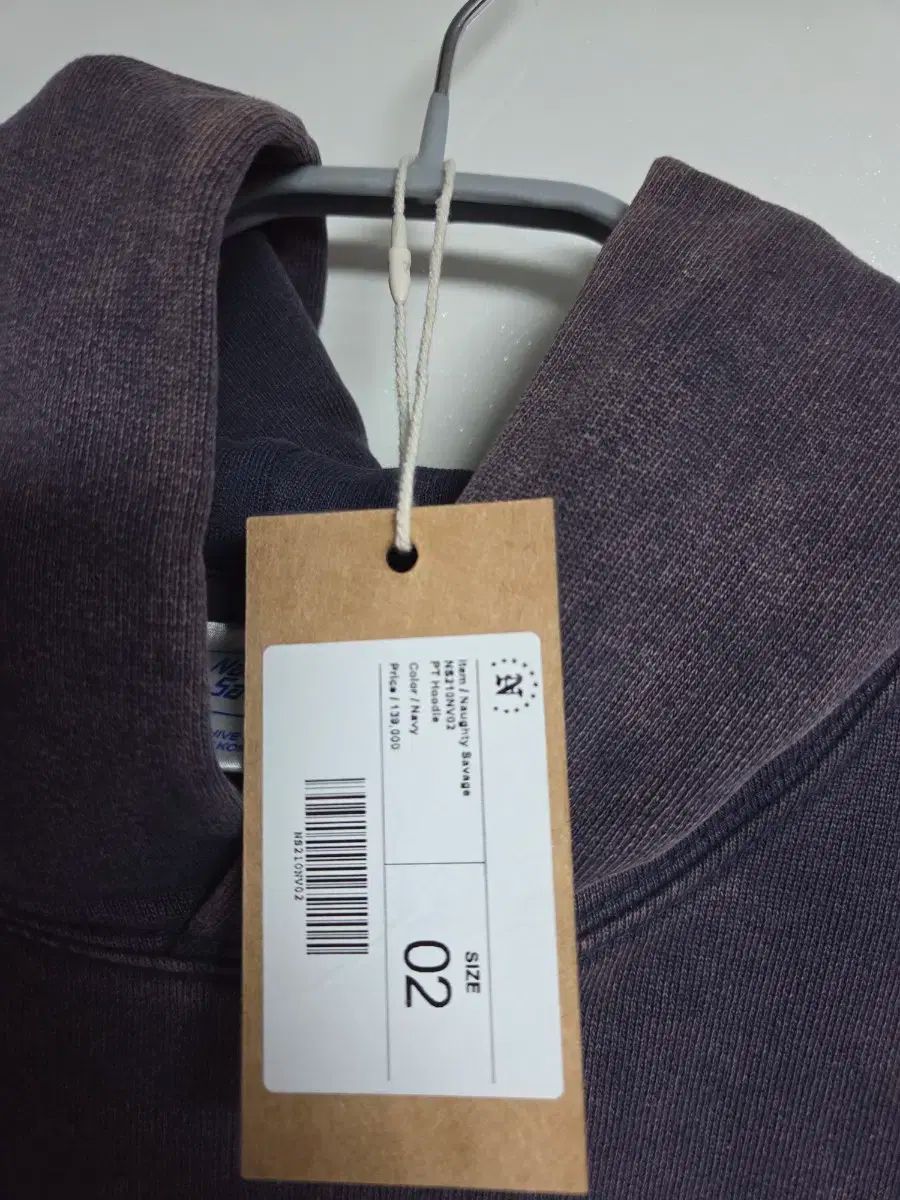 N
Item / Naughty Savage
NS210NV02
PT Hoodie
Color / Navy
Price / 139,000
SIZE
02
NS210NV02